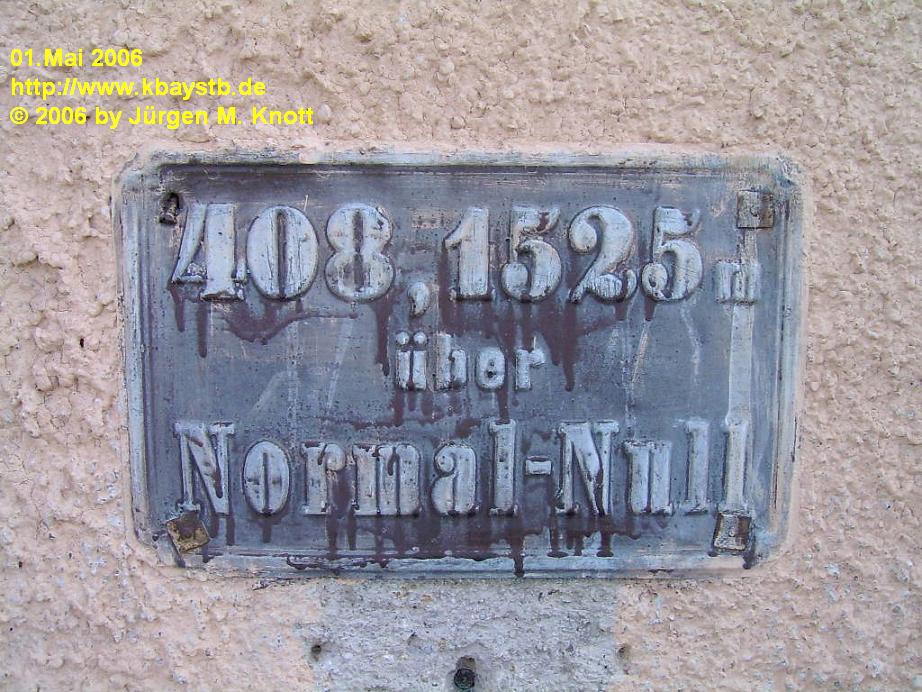 01.Mai 2006
http://www.kbaystb.de
© 2006 by Jürgen M. Knott
408,1525 m
über
Normal-Null